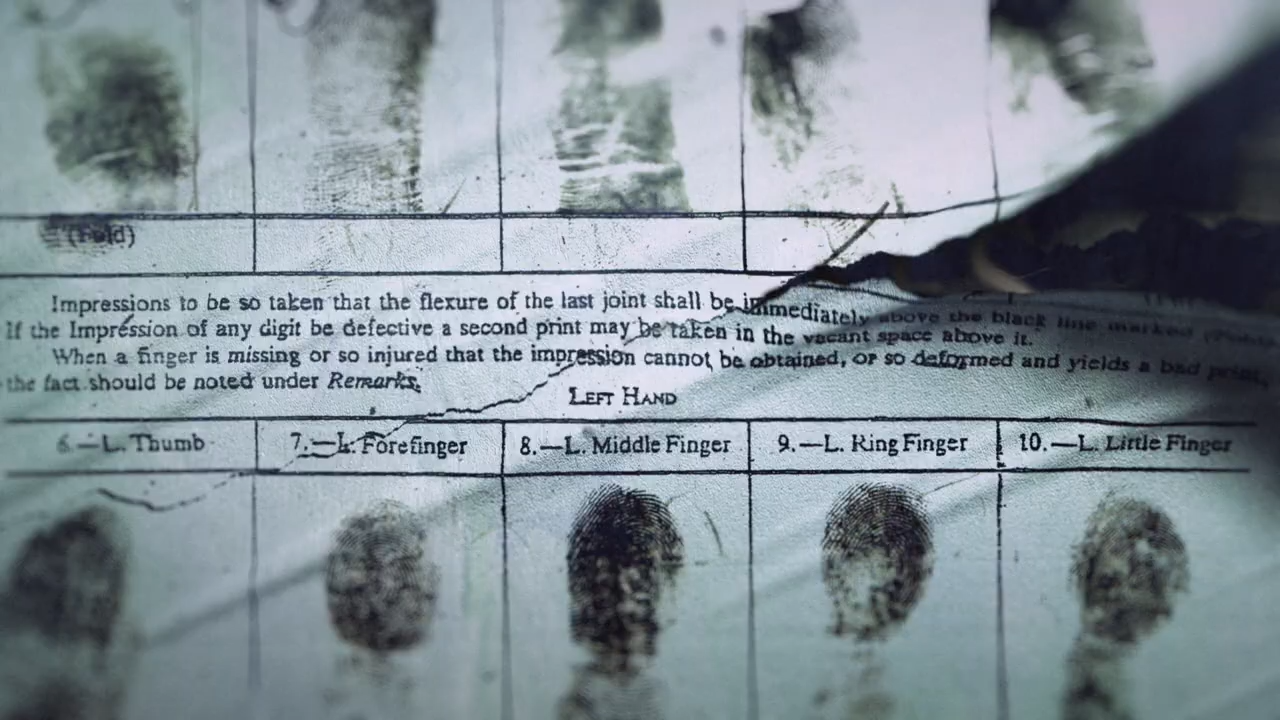 (Fold)
Impressions to be so taken that the flexure of the last joint shall be immediately above the black line marked
If the Impression of any digit be defective a second print may be taken in the vacant space above it.
When a finger is missing or so injured that the impression cannot be obtained, or so deformed and yields a bad print,
the fact should be noted under Remarks.
LEFT HAND
6.—L. Thumb
7.—L. Forefinger
8.—L. Middle Finger
9.—L. Ring Finger
10.—L. Little Finger